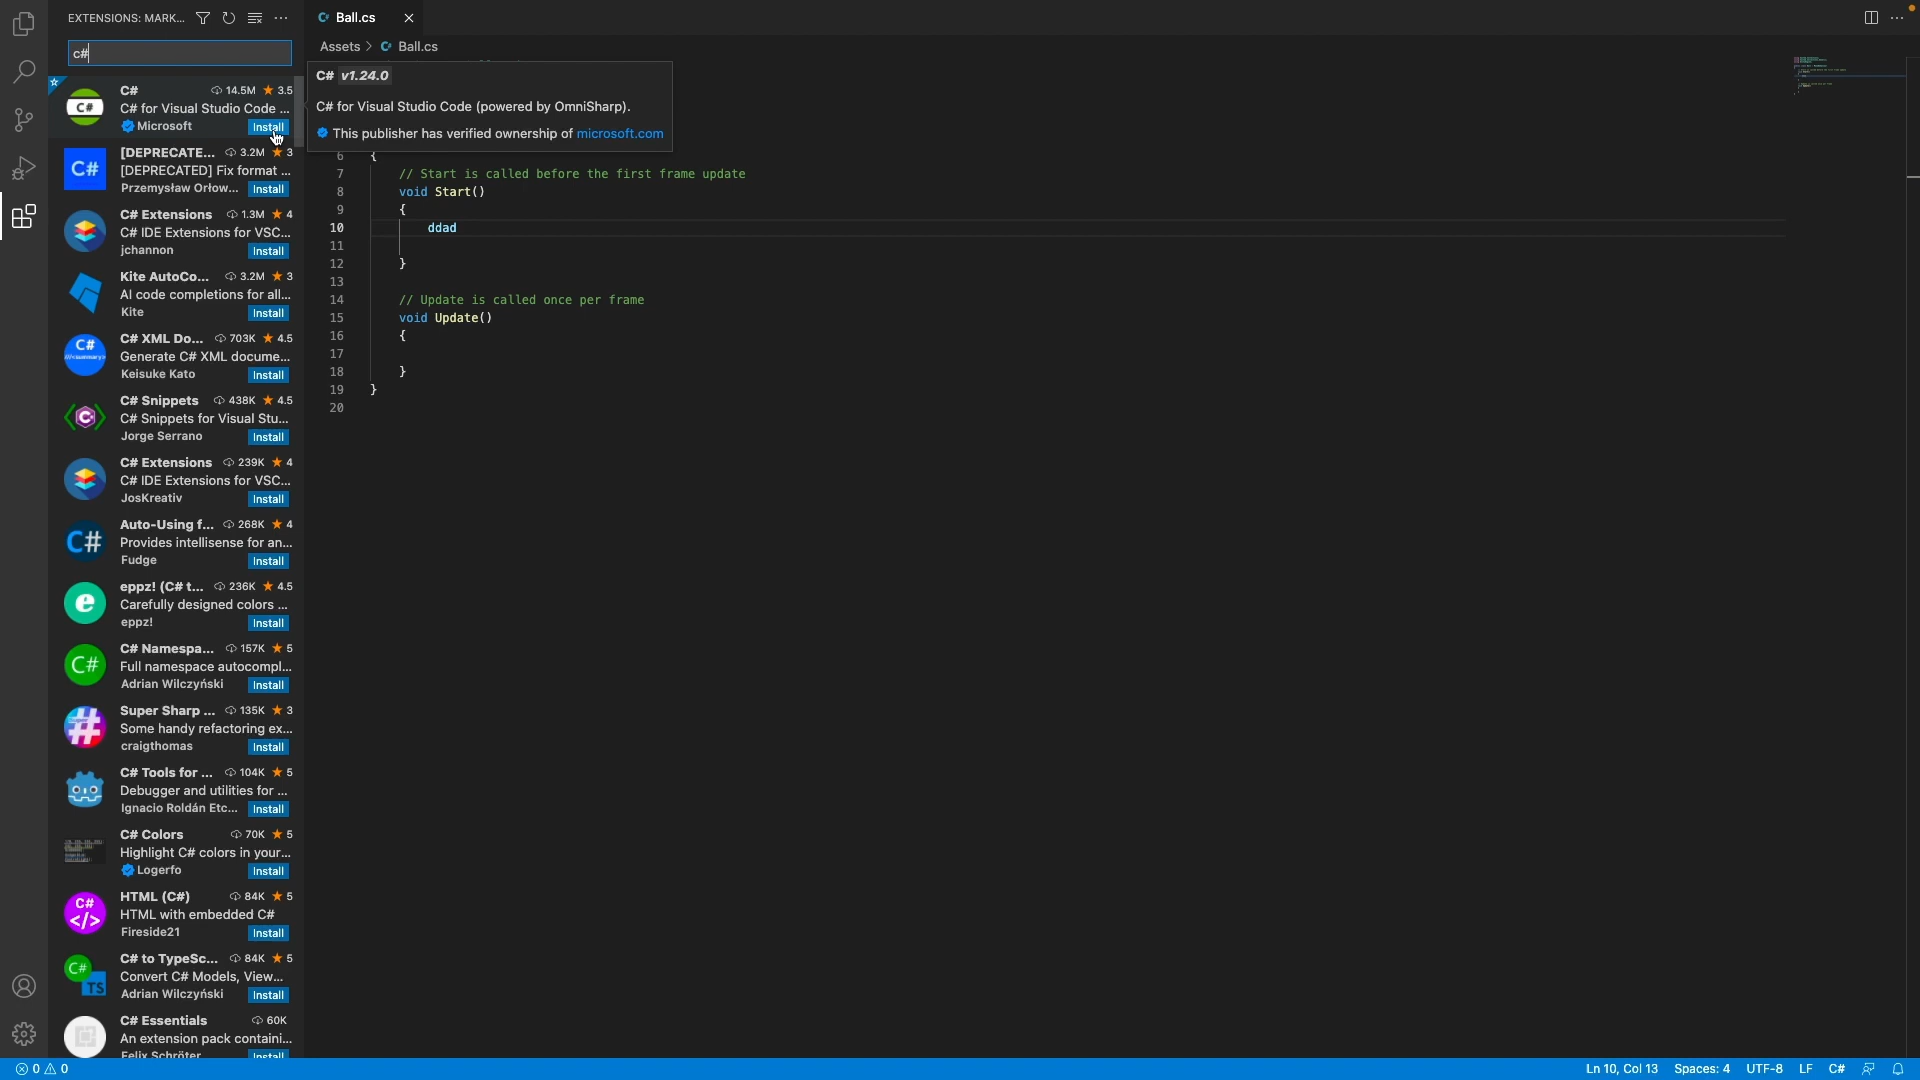 EXTENSIONS: MARK...
c#
C# 14.5M ★ 3.5
C# for Visual Studio Code ...
Microsoft Install
[DEPRECATE... 3.2M ★ 3
[DEPRECATED] Fix format ...
Przemysław Orłow... Install
C# Extensions 1.3M ★ 4
C# IDE Extensions for VSC...
jchannon Install
Kite AutoCo... 3.2M ★ 3
AI code completions for all...
Kite Install
C# XML Do... 703K ★ 4.5
Generate C# XML docume...
Keisuke Kato Install
C# Snippets 438K ★ 4.5
C# Snippets for Visual Stu...
Jorge Serrano Install
C# Extensions 239K ★ 4
C# IDE Extensions for VSC...
JosKreativ Install
Auto-Using f... 268K ★ 4
Provides intellisense for an...
Fudge Install
eppz! (C# t... 236K ★ 4.5
Carefully designed colors ...
eppz! Install
C# Namespa... 157K ★ 5
Full namespace autocompl...
Adrian Wilczyński Install
Super Sharp ... 135K ★ 3
Some handy refactoring ex...
craigthomas Install
C# Tools for ... 104K ★ 5
Debugger and utilities for ...
Ignacio Roldán Etc... Install
C# Colors 70K ★ 5
Highlight C# colors in your...
Logerfo Install
HTML (C#) 84K ★ 5
HTML with embedded C#
Fireside21 Install
C# to TypeSc... 84K ★ 5
Convert C# Models, View...
Adrian Wilczyński Install
C# Essentials 60K
An extension pack containi...
Felix Schröter Install
Ball.cs
Assets > Ball.cs
C# v1.24.0
C# for Visual Studio Code (powered by OmniSharp).
This publisher has verified ownership of microsoft.com
6 {
7 // Start is called before the first frame update
8 void Start()
9 {
10 ddad
11
12 }
13
14 // Update is called once per frame
15 void Update()
16 {
17
18 }
19 }
20
0 0 Ln 10, Col 13 Spaces: 4 UTF-8 LF C#